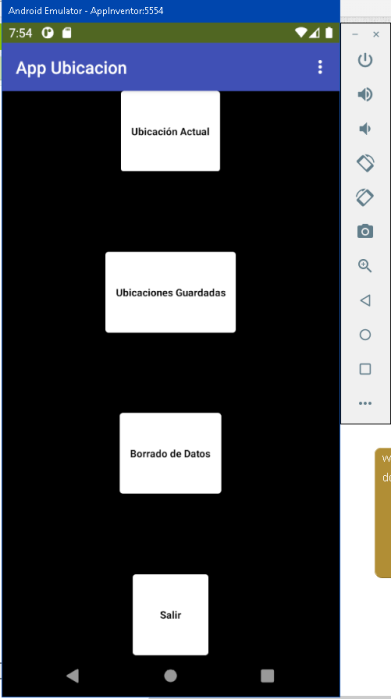 Android Emulator - AppInventor:5554
7:54
App Ubicacion
Ubicación Actual
Ubicaciones Guardadas
Borrado de Datos
Salir